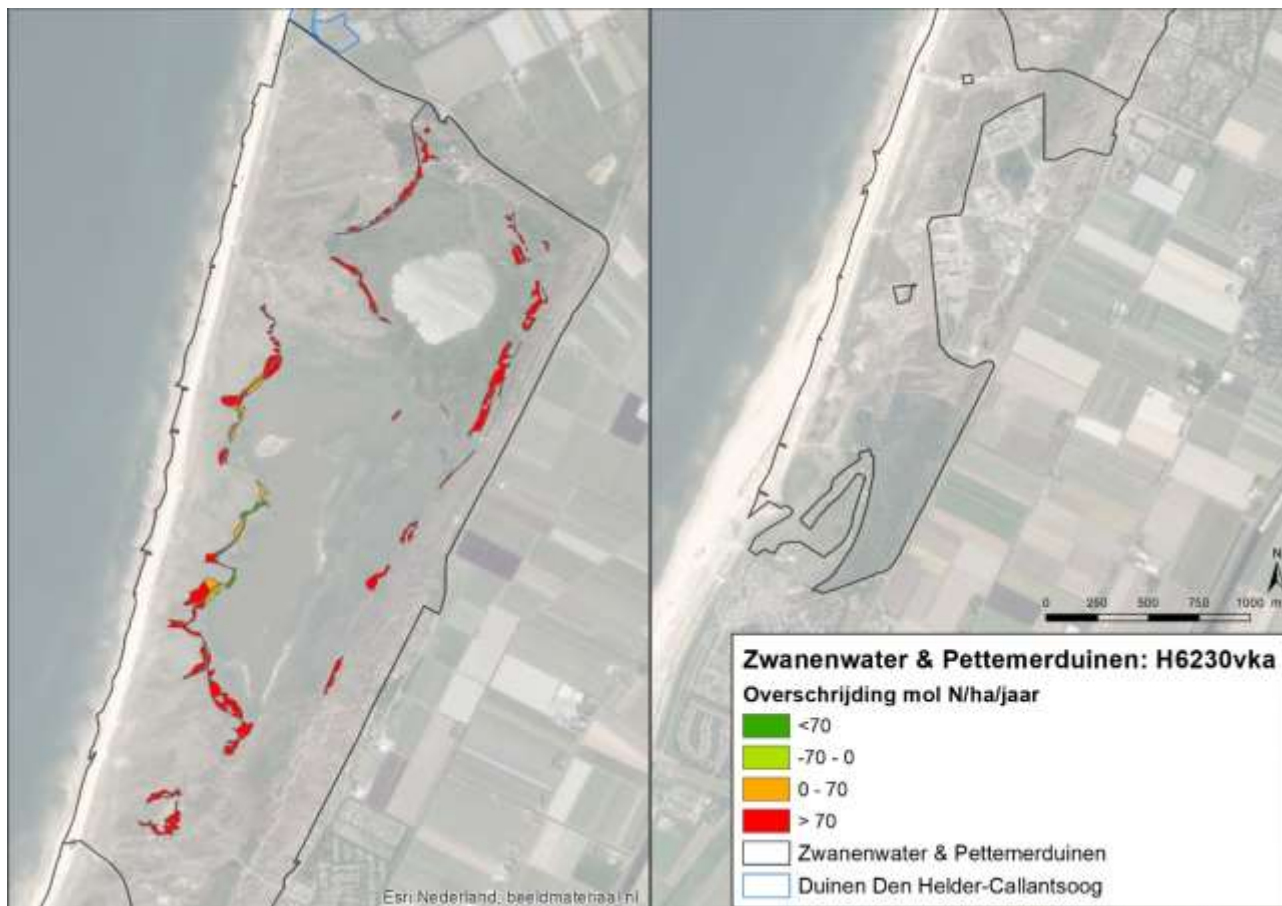 N
0 250 500 750 1000 m
Zwanenwater & Pettemerduinen: H6230vka
Overschrijding mol N/ha/jaar
<70
-70 - 0
0 - 70
> 70
Zwanenwater & Pettemerduinen
Duinen Den Helder-Callantsoog
Esri Nederland, beeldmateriaal.nl